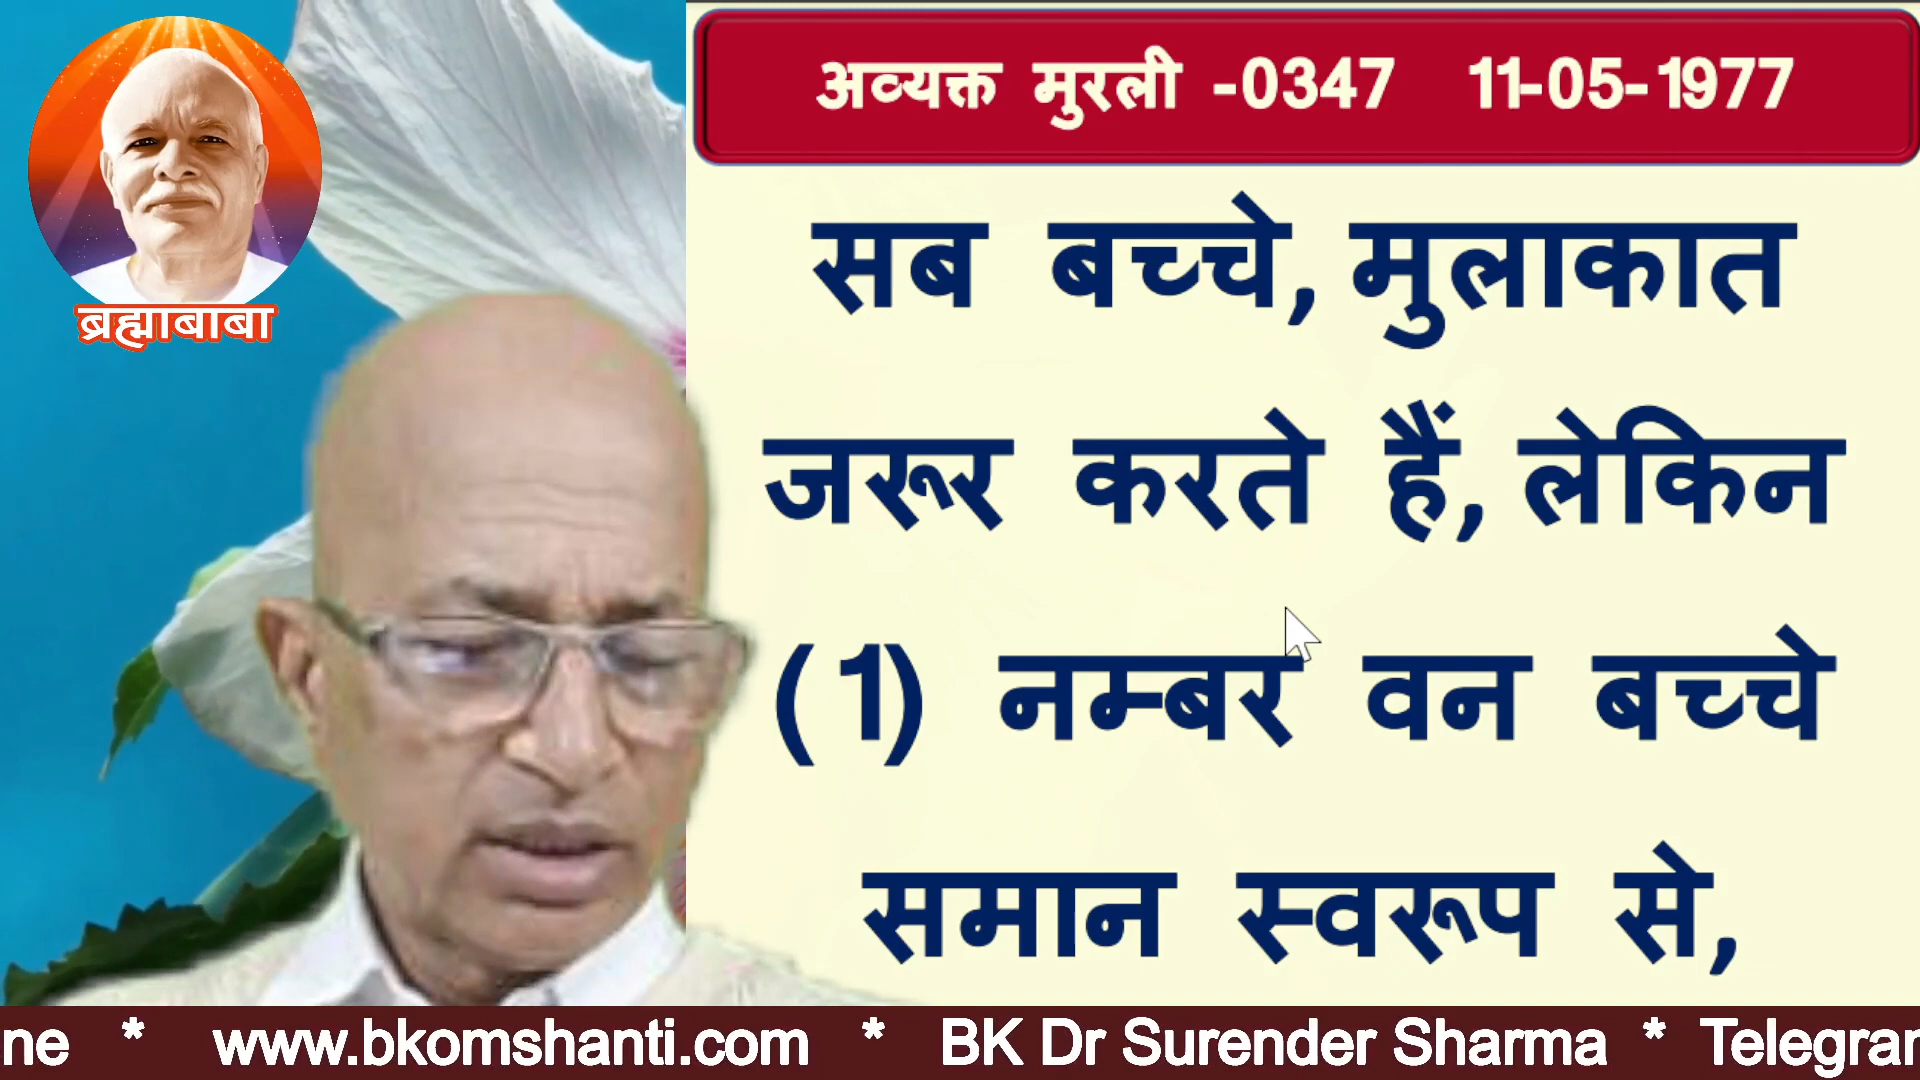 ब्रह्माबाबा
अव्यक्त मुरली -0347 11-05-1977
सब बच्चे, मुलाकात
जरूर करते हैं, लेकिन
(1) नम्बर वन बच्चे
समान स्वरूप से,
ne * www.bkomshanti.com * BK Dr Surender Sharma * Telegram